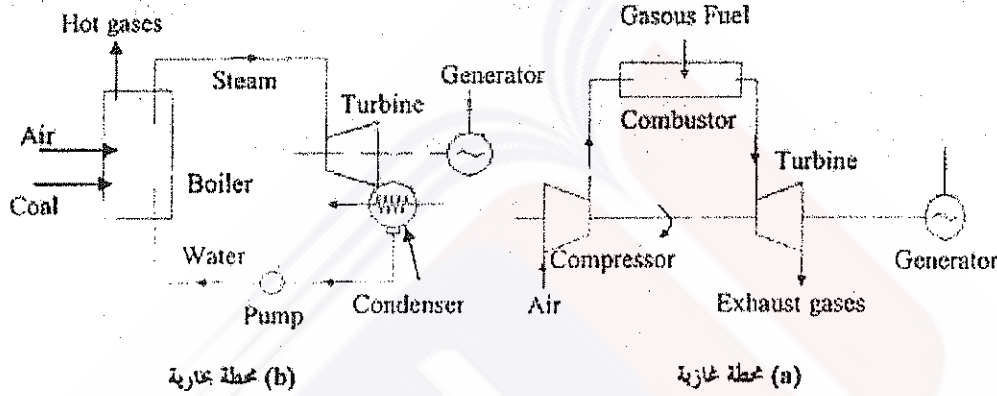 Hot gases
Steam
Turbine
Generator
Air
Coal
Boiler
Water
Pump
Condenser
(b) محطة بخارية
Gasous Fuel
Combustor
Turbine
Compressor
Air
Exhaust gases
Generator
(a) محطة غازية